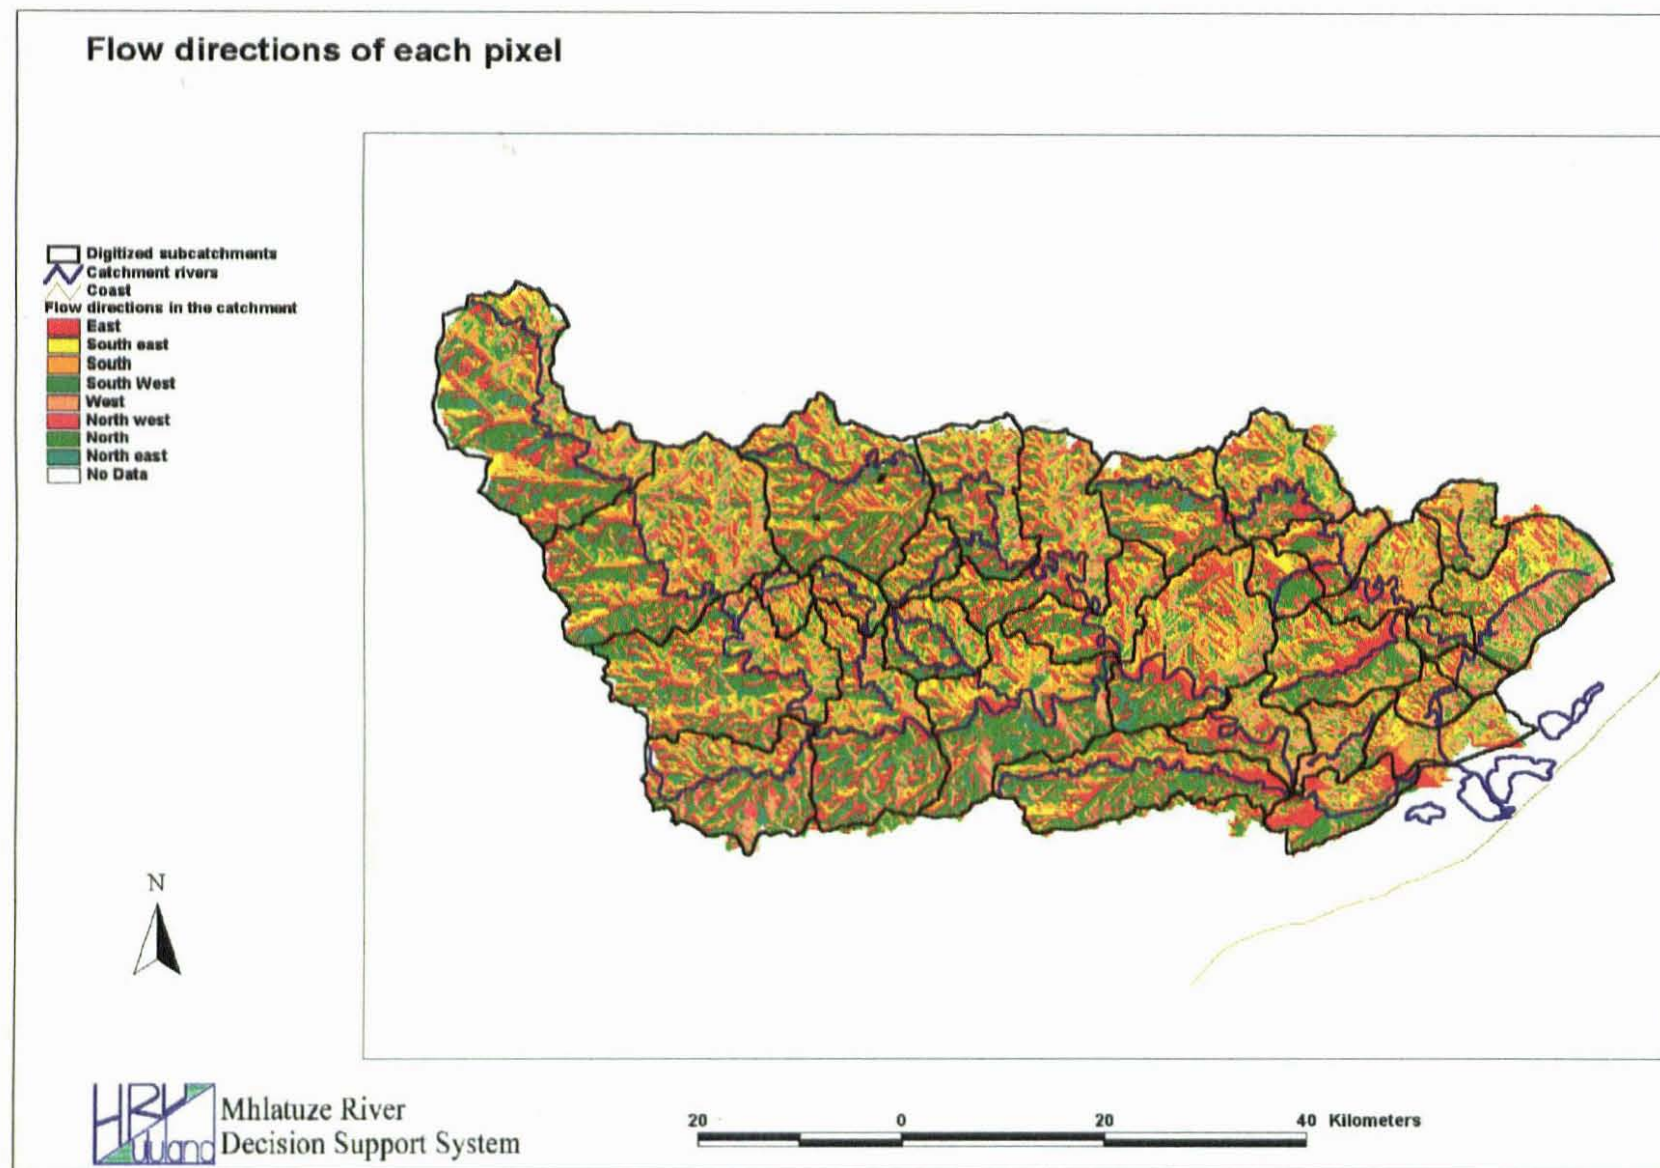 Flow directions of each pixel
Digitized subcatchments
Catchment rivers
Coast
Flow directions in the catchment
East
South east
South
South West
West
North west
North
North east
No Data
N
HRU
Zululand
Mhlatuze River
Decision Support System
20 0 20 40 Kilometers